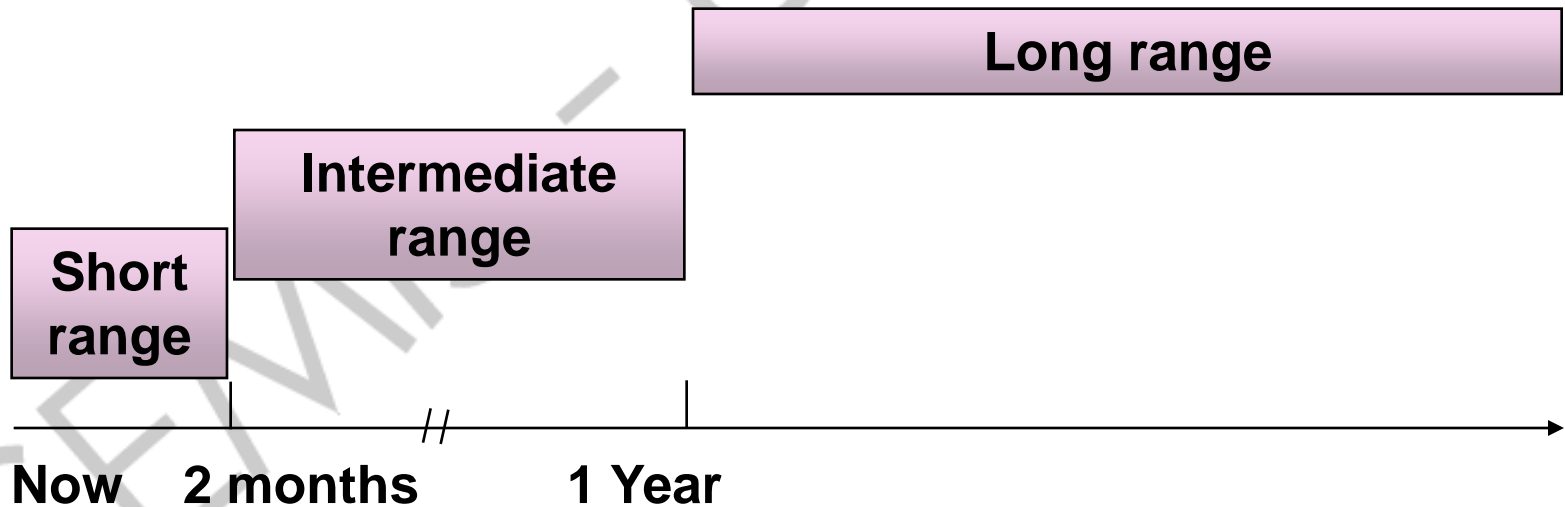 Long range
Intermediate
range
Short
range
Now 2 months 1 Year